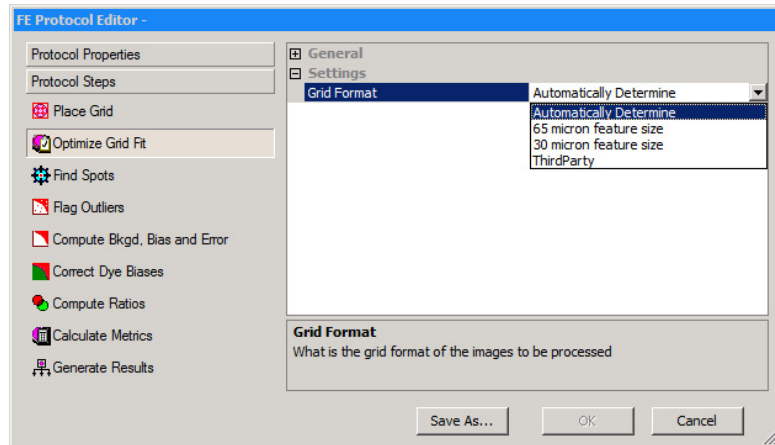 FE Protocol Editor -
Protocol Properties
Protocol Steps
Place Grid
Optimize Grid Fit
Find Spots
Flag Outliers
Compute Bkgd, Bias and Error
Correct Dye Biases
Compute Ratios
Calculate Metrics
Generate Results
General
Settings
Grid Format Automatically Determine
Automatically Determine
65 micron feature size
30 micron feature size
ThirdParty
Grid Format
What is the grid format of the images to be processed
Save As... OK Cancel